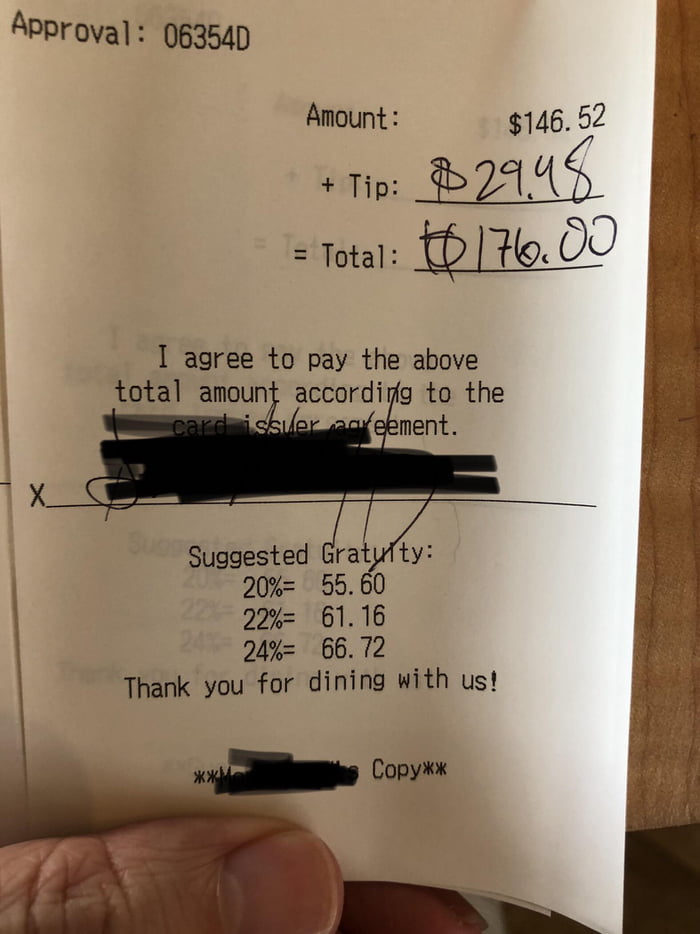 Approval: 06354D
Amount: $146.52
+ Tip: $29.48
= Total: $176.00
I agree to pay the above
total amount according to the
card issuer agreement.
X
Suggested Gratuity:
20%= 55.60
22%= 61.16
24%= 66.72
Thank you for dining with us!
** Copy**